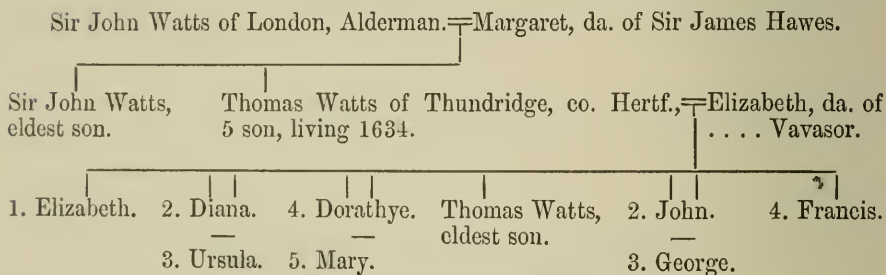 Sir John Watts of London, Alderman.=Margaret, da. of Sir James Hawes.
Sir John Watts, Thomas Watts of Thundridge, co. Hertf.,=Elizabeth, da. of
eldest son. 5 son, living 1634. . . . . Vavasor.
1. Elizabeth. 2. Diana. 4. Dorathye. Thomas Watts, 2. John. 4. Francis.
eldest son.
3. Ursula. 5. Mary. 3. George.